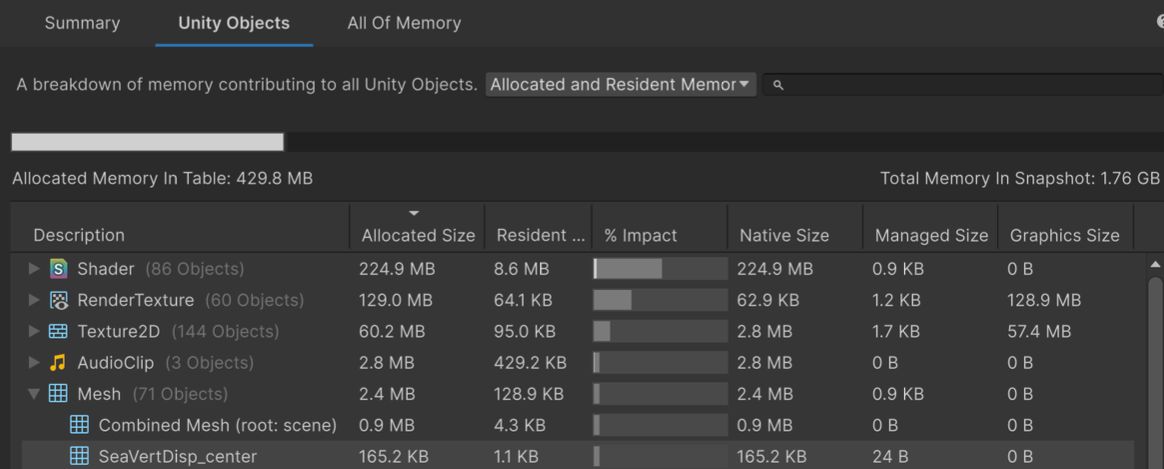 Summary Unity Objects All Of Memory
A breakdown of memory contributing to all Unity Objects. Allocated and Resident Memor
Allocated Memory In Table: 429.8 MB Total Memory In Snapshot: 1.76 GB
Description Allocated Size Resident ... % Impact Native Size Managed Size Graphics Size
Shader (86 Objects) 224.9 MB 8.6 MB 224.9 MB 0.9 KB 0 B
RenderTexture (60 Objects) 129.0 MB 64.1 KB 62.9 KB 1.2 KB 128.9 MB
Texture2D (144 Objects) 60.2 MB 95.0 KB 2.8 MB 1.7 KB 57.4 MB
AudioClip (3 Objects) 2.8 MB 429.2 KB 2.8 MB 0 B 0 B
Mesh (71 Objects) 2.4 MB 128.9 KB 2.4 MB 0.9 KB 0 B
Combined Mesh (root: scene) 0.9 MB 4.3 KB 0.9 MB 0 B 0 B
SeaVertDisp_center 165.2 KB 1.1 KB 165.2 KB 24 B 0 B